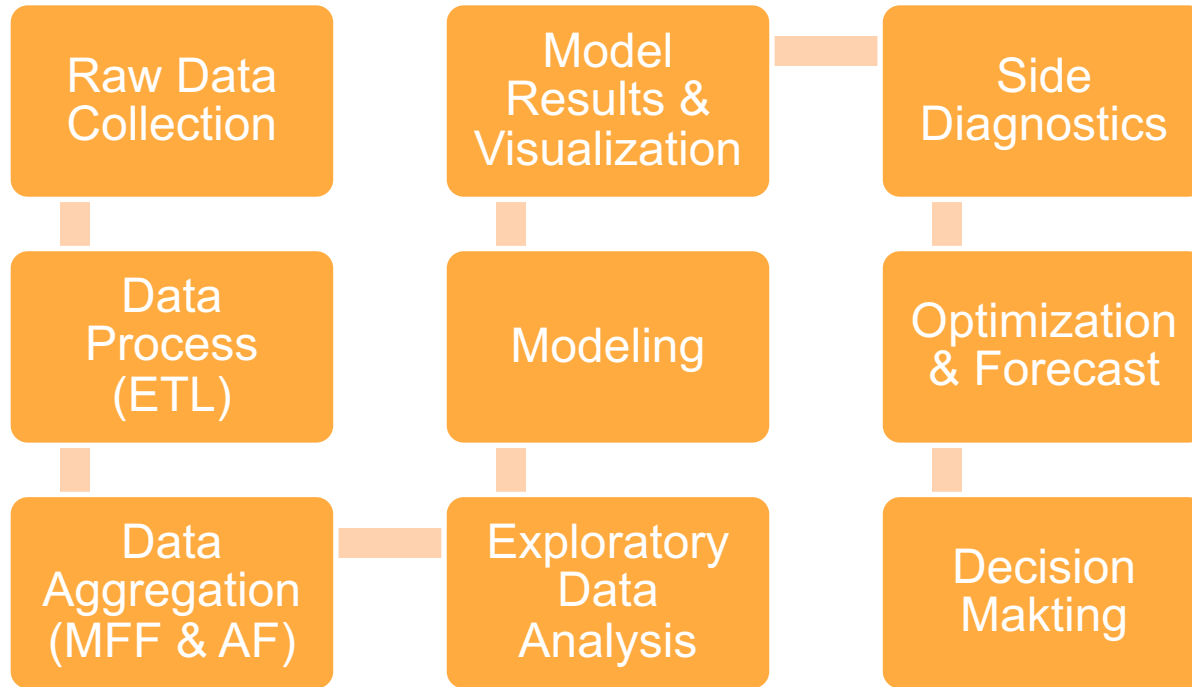 Raw Data
Collection
Data
Process
(ETL)
Data
Aggregation
(MFF & AF)
Exploratory
Data
Analysis
Modeling
Model
Results &
Visualization
Side
Diagnostics
Optimization
& Forecast
Decision
Makting